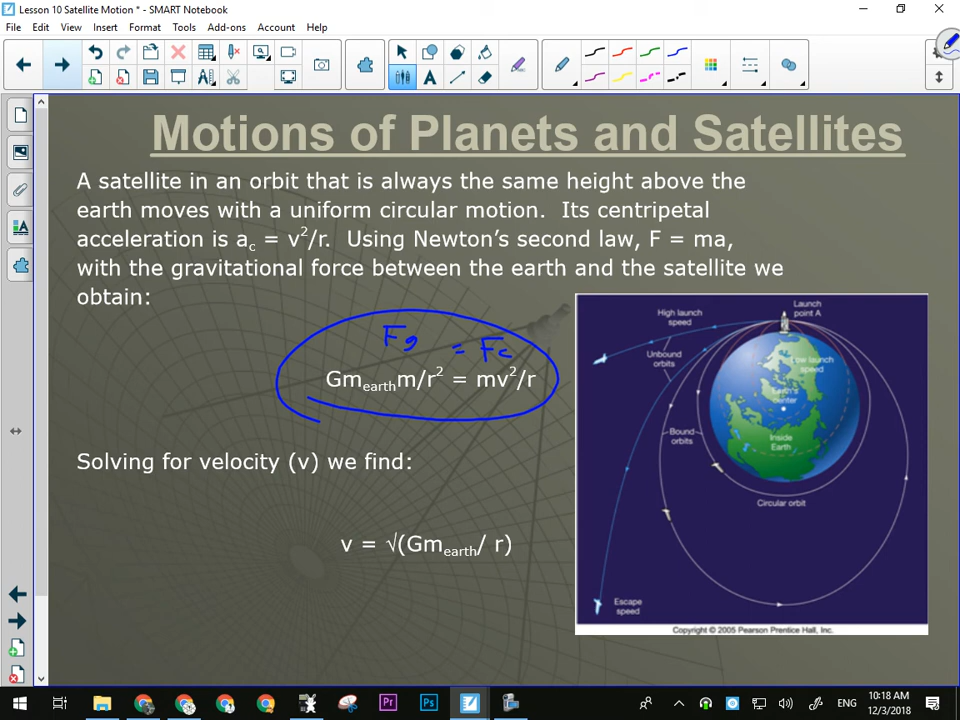 Lesson 10 Satellite Motion * - SMART Notebook
File Edit View Insert Format Tools Add-ons Account Help
Motions of Planets and Satellites
A satellite in an orbit that is always the same height above the
earth moves with a uniform circular motion. Its centripetal
acceleration is a_c = v²/r. Using Newton's second law, F = ma,
with the gravitational force between the earth and the satellite we
obtain:
Fg = Fc
Gm_earth m/r² = mv²/r
Solving for velocity (v) we find:
v = √(Gm_earth/ r)
High launch
speed
Launch
point A
Unbound
orbits
Low launch
speed
Earth's
center
Bound
orbits
Inside
Earth
Circular orbit
Escape
speed
Copyright © 2005 Pearson Prentice Hall, Inc.
Pr
Ps
ENG
10:18 AM
12/3/2018